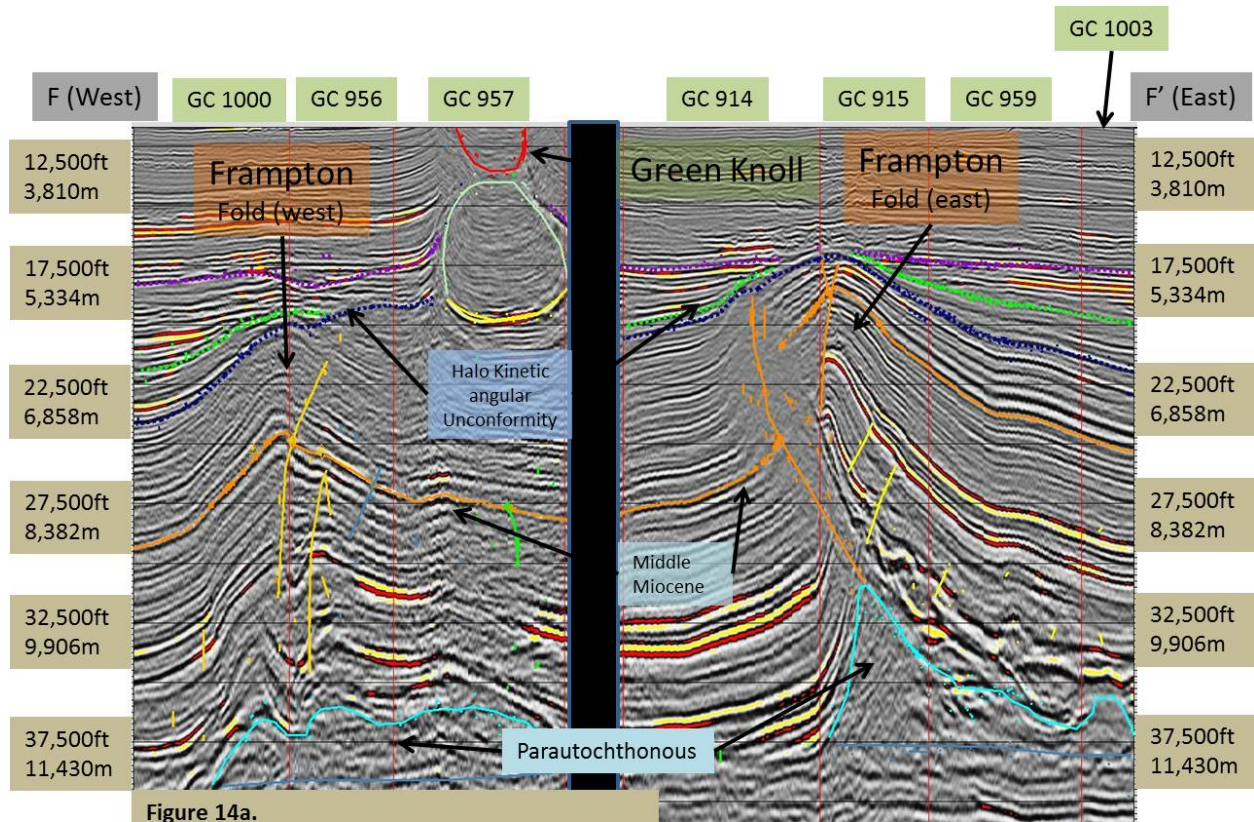 GC 1003
F (West)
GC 1000
GC 956
GC 957
GC 914
GC 915
GC 959
F’ (East)
12,500ft
3,810m
17,500ft
5,334m
22,500ft
6,858m
27,500ft
8,382m
32,500ft
9,906m
37,500ft
11,430m
Frampton
Fold (west)
Green Knoll
Frampton
Fold (east)
Halo Kinetic
angular
Unconformity
Middle
Miocene
Parautochthonous
12,500ft
3,810m
17,500ft
5,334m
22,500ft
6,858m
27,500ft
8,382m
32,500ft
9,906m
37,500ft
11,430m
Figure 14a.